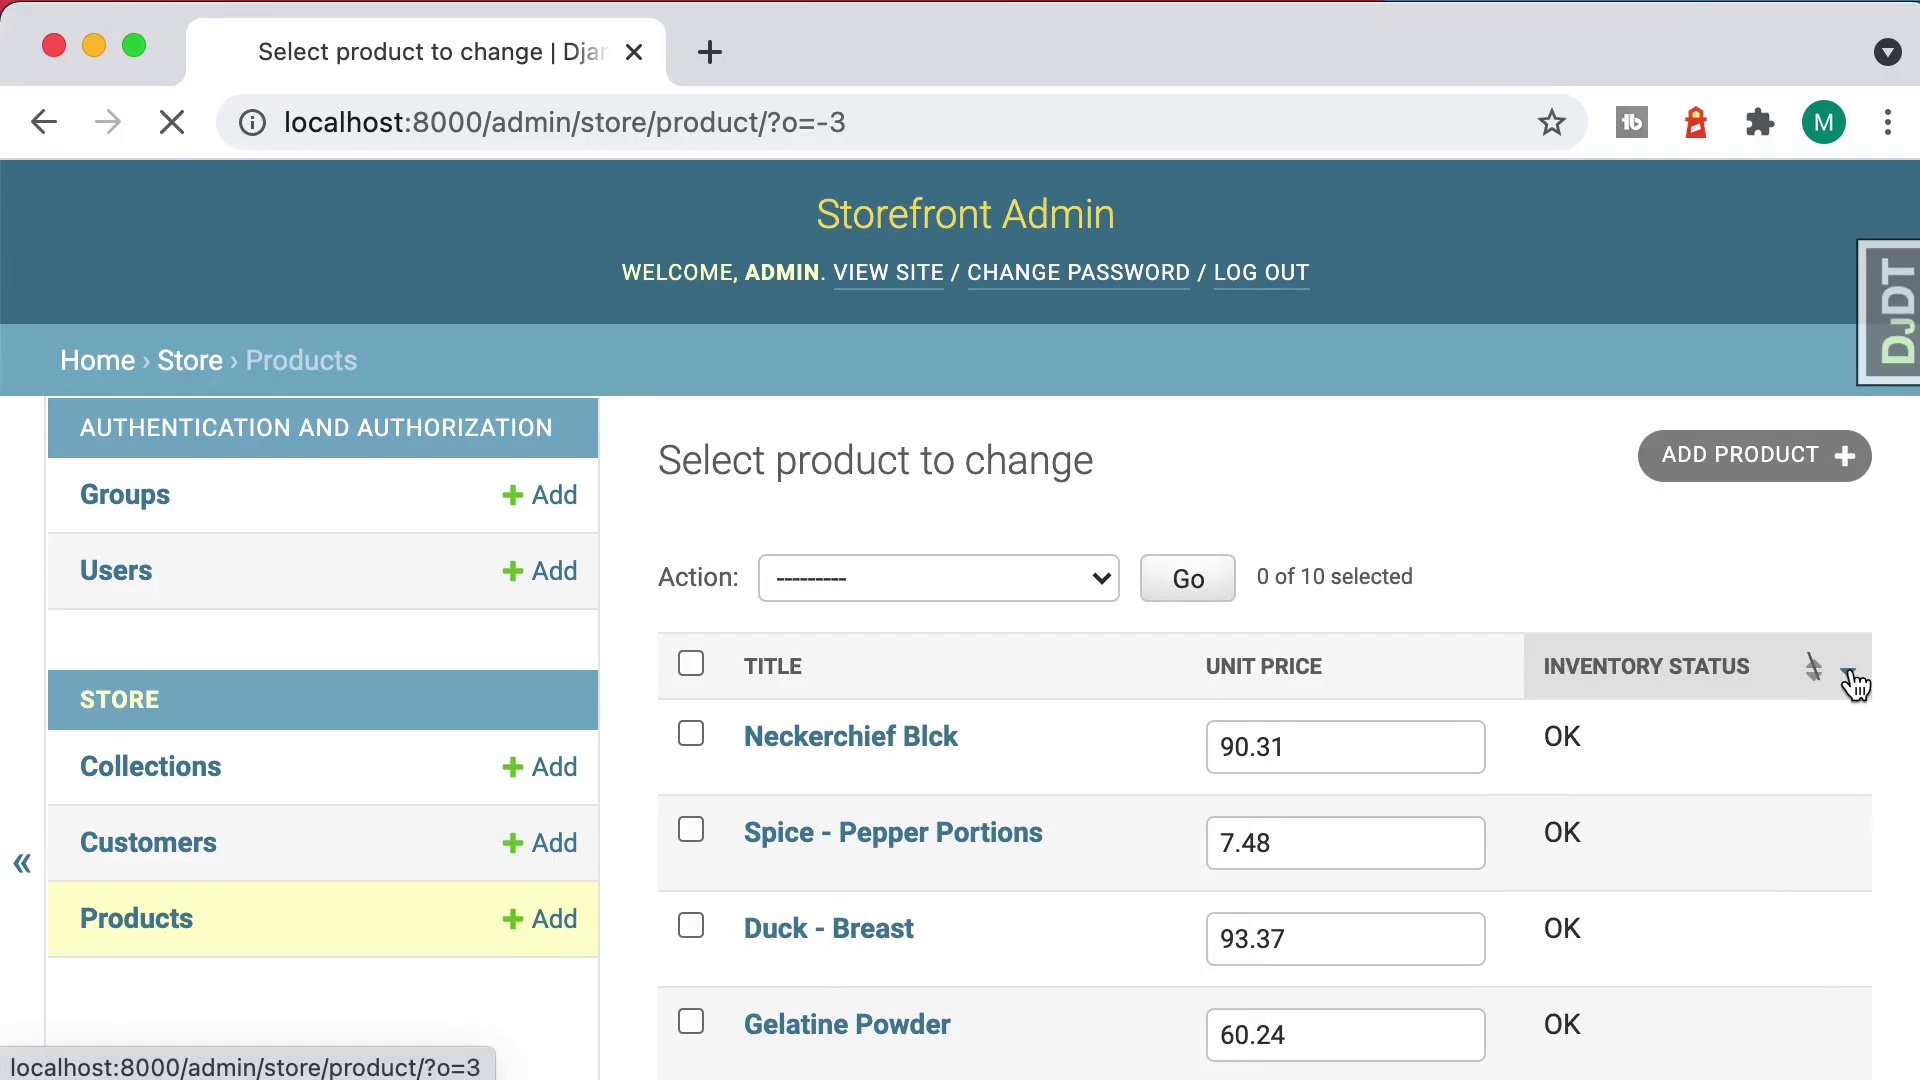 Select product to change | Djan
localhost:8000/admin/store/product/?o=-3
M
Storefront Admin
WELCOME, ADMIN. VIEW SITE / CHANGE PASSWORD / LOG OUT
DJDT
Home › Store › Products
AUTHENTICATION AND AUTHORIZATION
Groups + Add
Users + Add
STORE
Collections + Add
Customers + Add
Products + Add
«
Select product to change
ADD PRODUCT +
Action: --------- Go 0 of 10 selected
TITLE UNIT PRICE INVENTORY STATUS
Neckerchief Blck 90.31 OK
Spice - Pepper Portions 7.48 OK
Duck - Breast 93.37 OK
Gelatine Powder 60.24 OK
localhost:8000/admin/store/product/?o=3